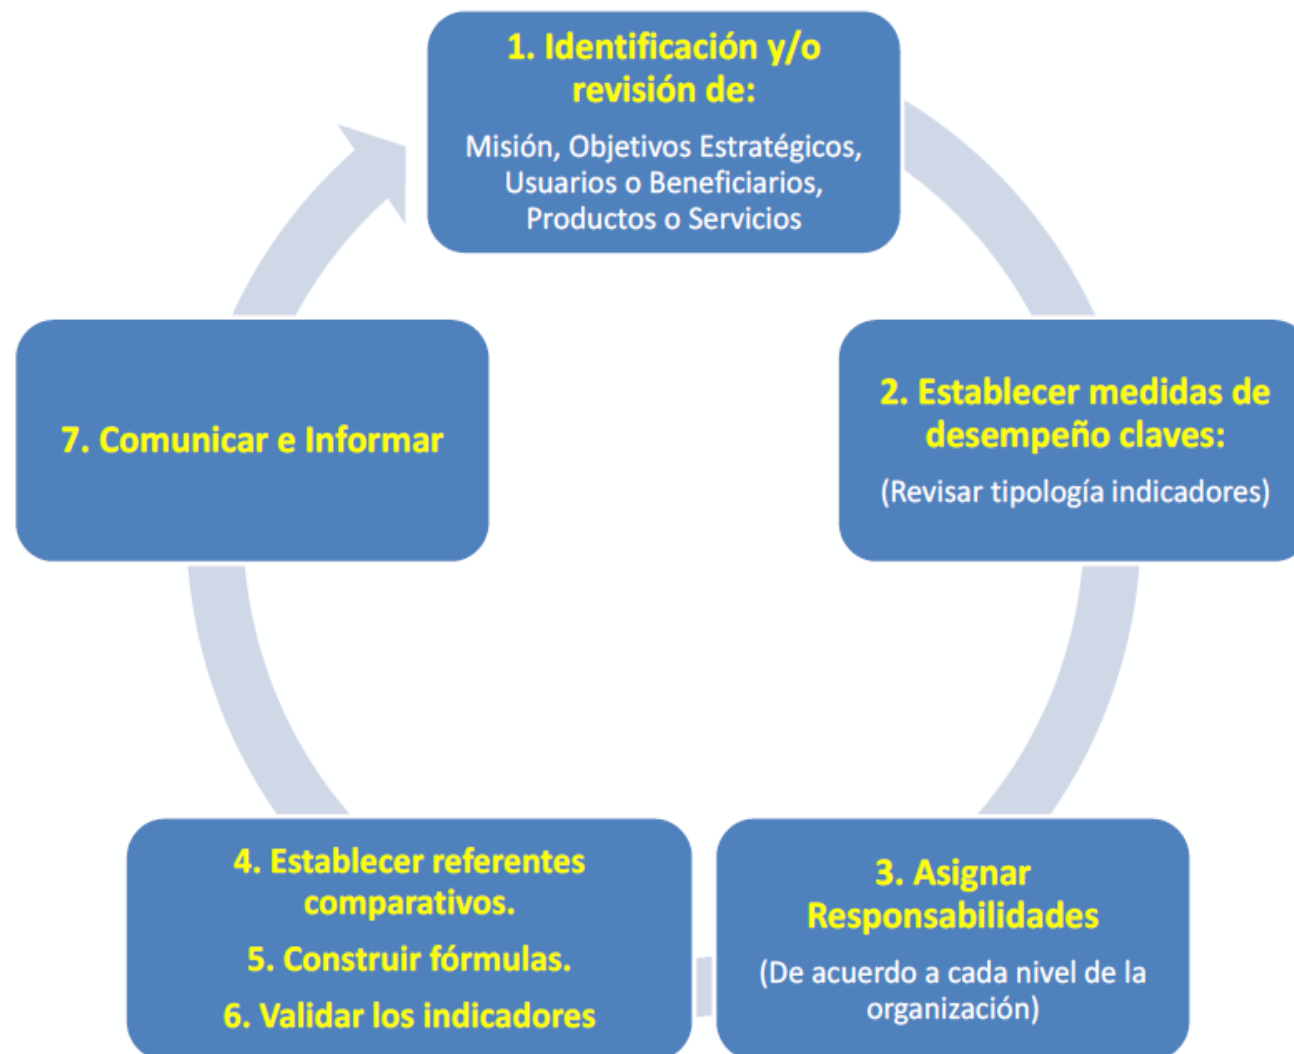 1. Identificación y/o
revisión de:
Misión, Objetivos Estratégicos,
Usuarios o Beneficiarios,
Productos o Servicios
2. Establecer medidas de
desempeño claves:
(Revisar tipología indicadores)
3. Asignar
Responsabilidades
(De acuerdo a cada nivel de la
organización)
4. Establecer referentes
comparativos.
5. Construir fórmulas.
6. Validar los indicadores
7. Comunicar e Informar